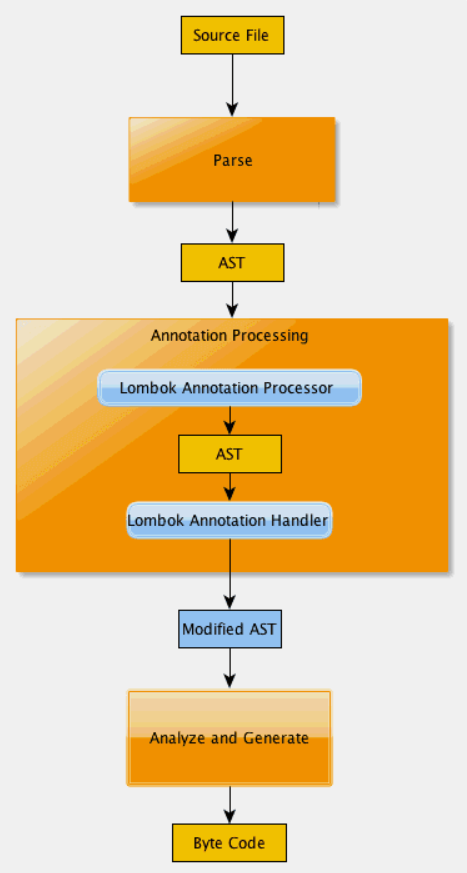 Source File
Parse
AST
Annotation Processing
Lombok Annotation Processor
AST
Lombok Annotation Handler
Modified AST
Analyze and Generate
Byte Code